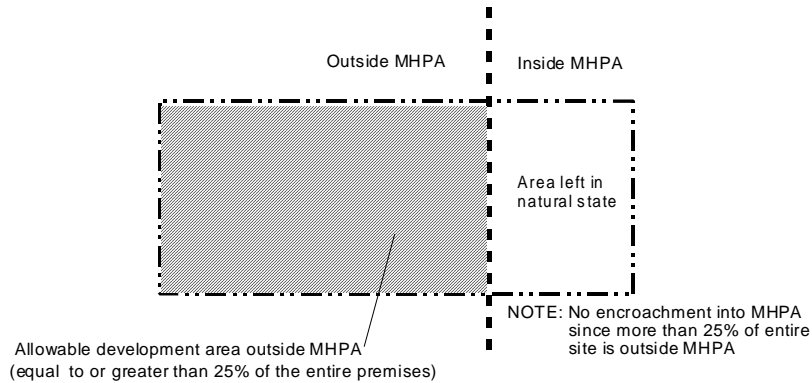 Outside MHPA
Inside MHPA
Area left in
natural state
NOTE: No encroachment into MHPA
since more than 25% of entire
site is outside MHPA
Allowable development area outside MHPA
(equal to or greater than 25% of the entire premises)